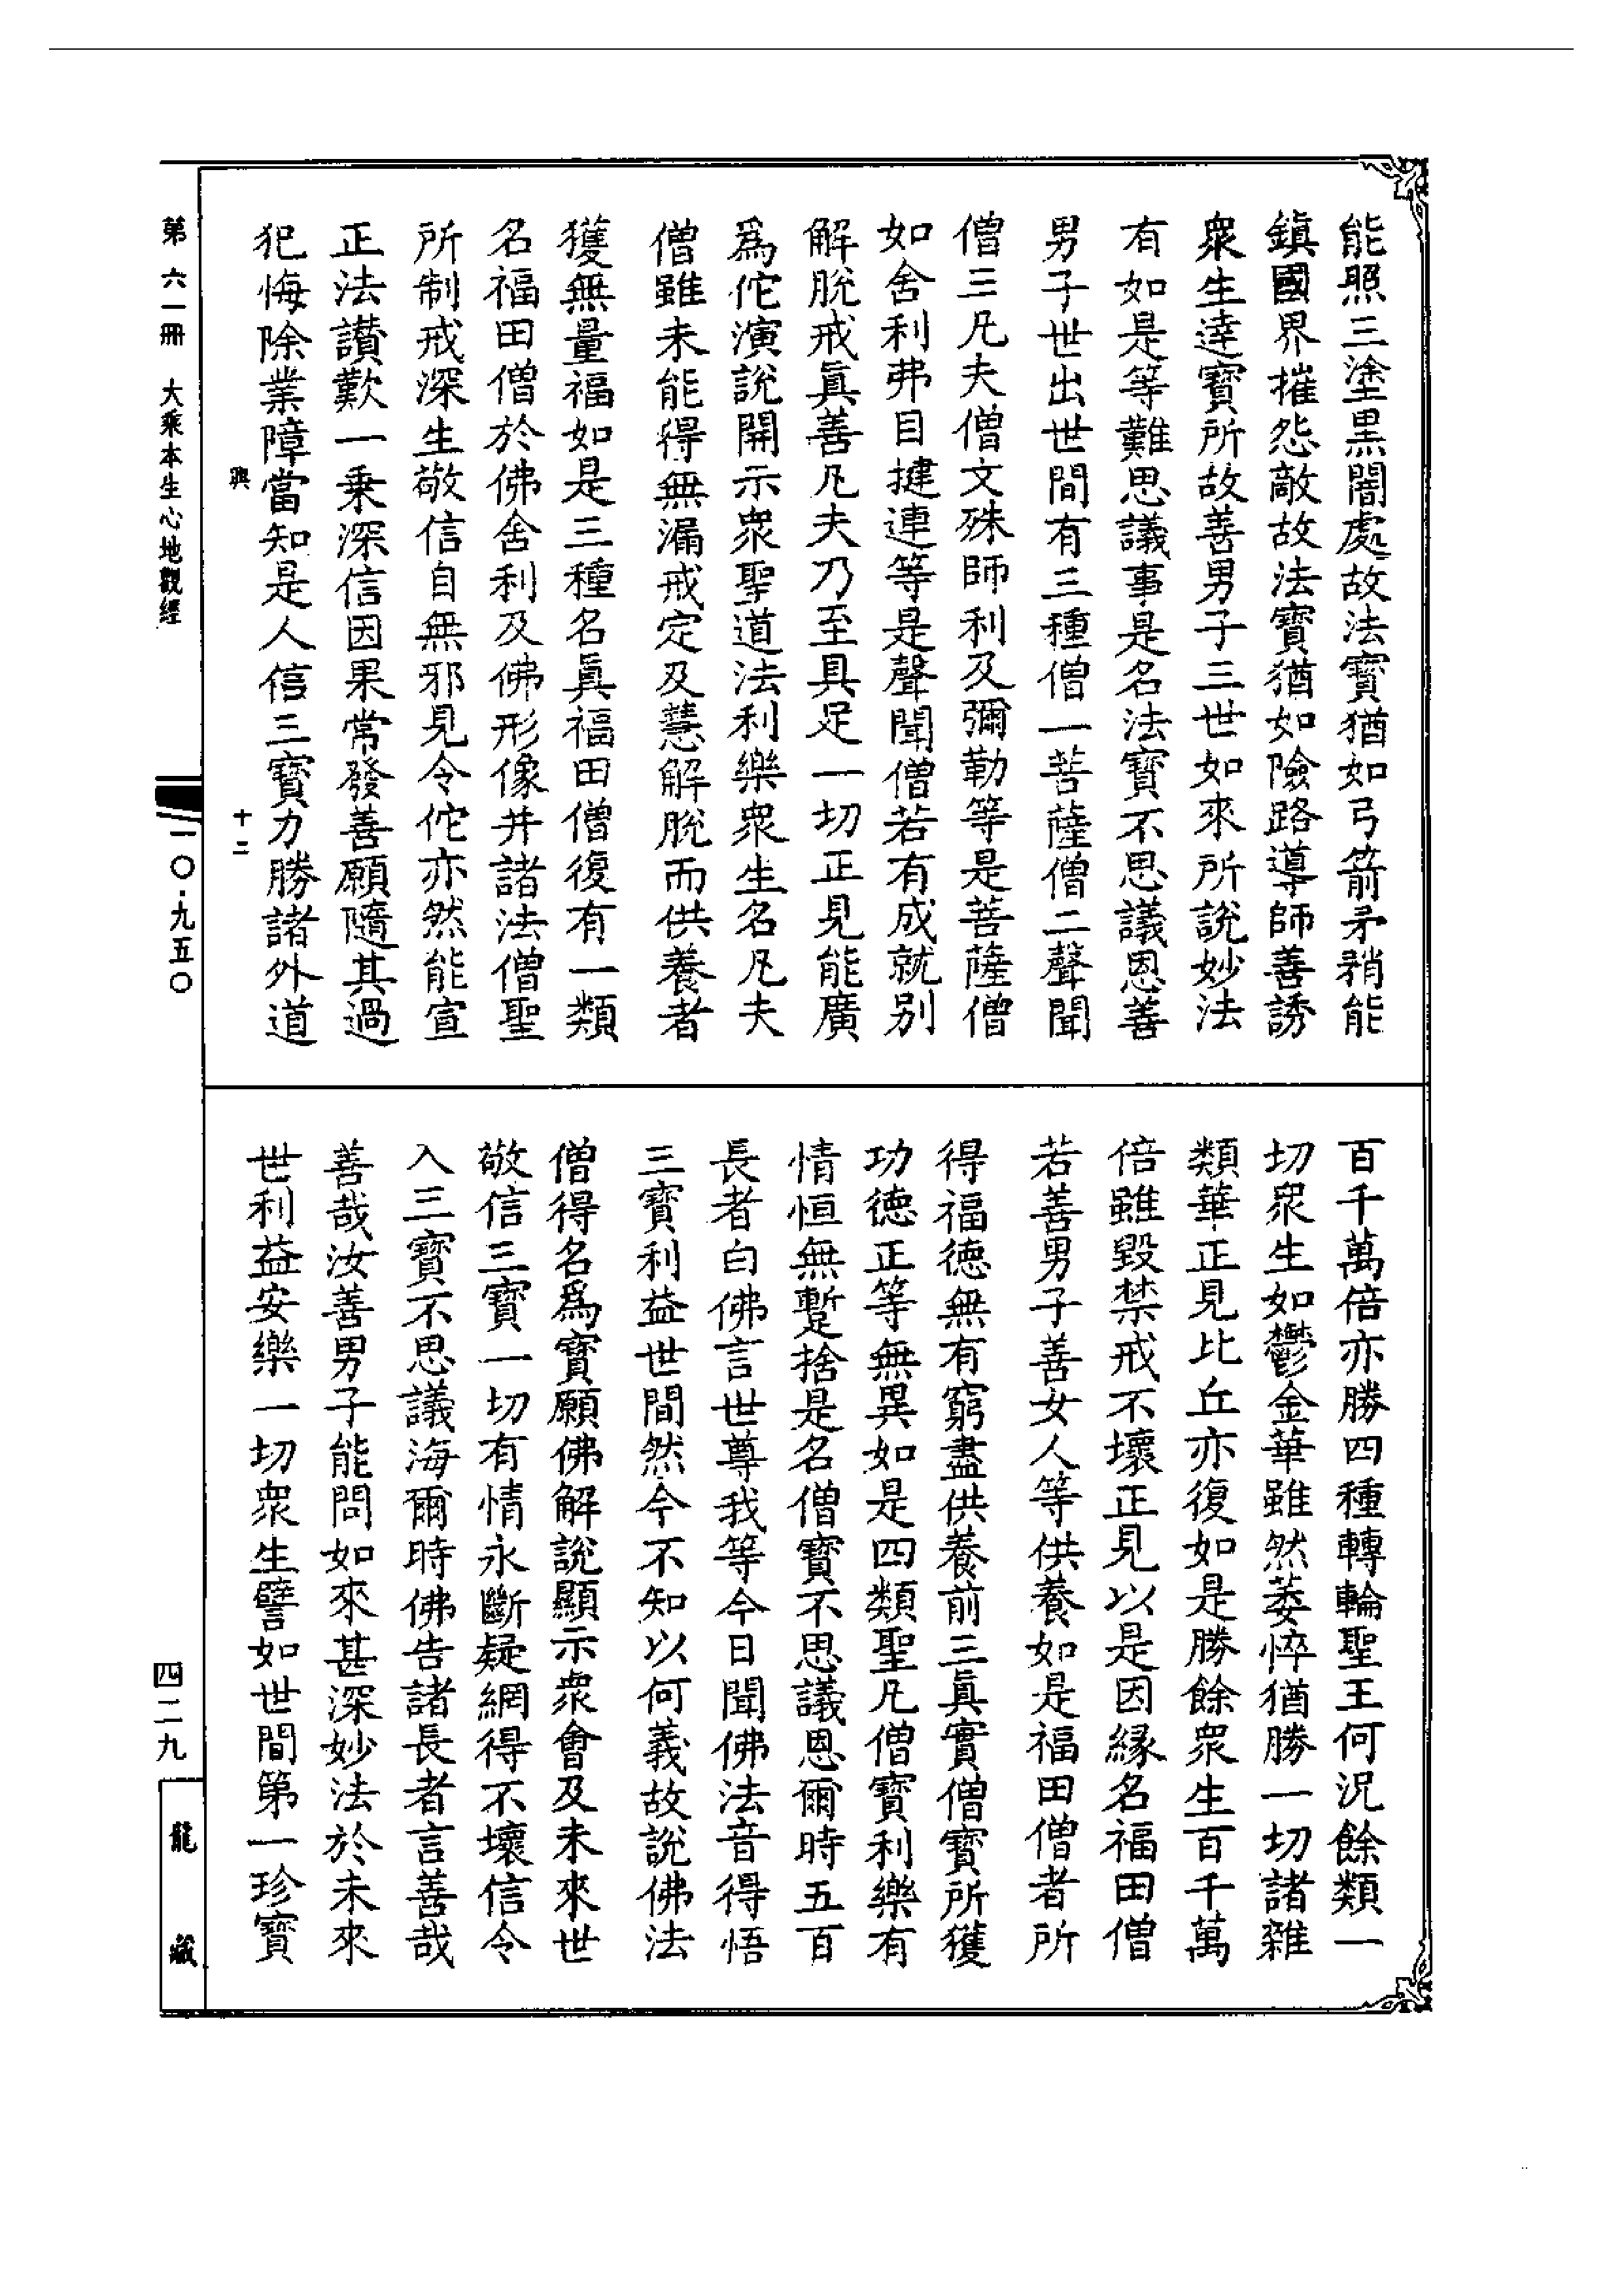 能照三塗黑闇處故法寶猶如弓箭矛矟能
鎮國界摧怨敵故法寶猶如險路導師善誘
衆生達寶所故善男子三世如來所說妙法
有如是等難思議事是名法寶不思議恩善
男子世出世間有三種僧一菩薩僧二聲聞
僧三凡夫僧文殊師利及彌勒等是菩薩僧
如舍利弗目揵連等是聲聞僧若有成就別
解脫戒眞善凡夫乃至具足一切正見能廣
爲佗演說開示衆聖道法利樂衆生名凡夫
僧雖未能得無漏戒定及慧解脫而供養者
獲無量福如是三種名眞福田僧復有一類
名福田僧於佛舍利及佛形像并諸法僧聖
所制戒深生敬信自無邪見令佗亦然能宣
正法讚歎一乗深信因果常發善願隨其過
犯悔除業障當知是人信三寶力勝諸外道
百千萬倍亦勝四種轉輪聖王何況餘類一
切衆生如鬱金華雖然萎悴猶勝一切諸雜
類華正見比丘亦復如是勝餘衆生百千萬
倍雖毀禁戒不壞正見以是因縁名福田僧
若善男子善女人等供養如是福田僧者所
得福德無有窮盡供養前三眞實僧寶所獲
功德正等無異如是四類聖凡僧寶利樂有
情恒無蹔捨是名僧寶不思議恩爾時五百
長者白佛言世尊我等今日聞佛法音得悟
三寶利益世間然今不知以何義故說佛法
僧得名爲寶願佛解說顯示衆會及未來世
敬信三寶一切有情永斷疑網得不壞信令
入三寶不思議海爾時佛告諸長者言善哉
善哉汝善男子能問如來甚深妙法於未來
世利益安樂一切衆生譬如世間第一珍寶
興 十二
第六一冊 大乘本生心地觀經
一〇·九五〇
四二九
龍藏